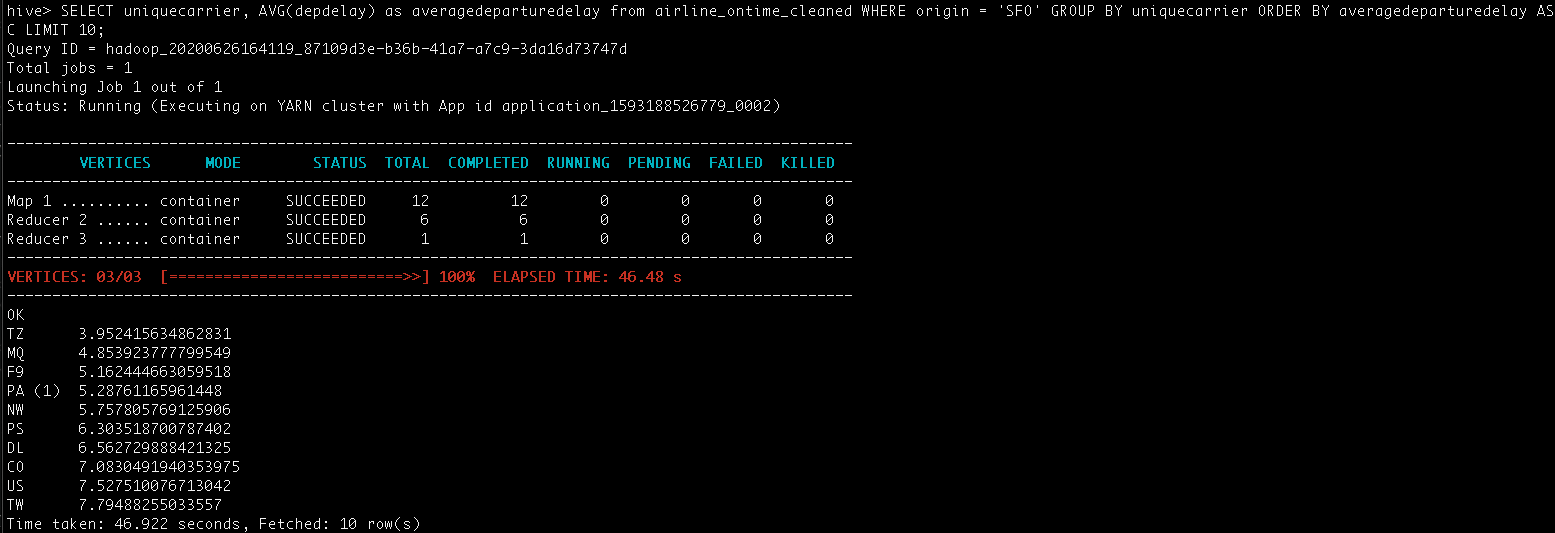 hive> SELECT uniquecarrier, AVG(depdelay) as averagedeparturedelay from airline_ontime_cleaned WHERE origin = 'SFO' GROUP BY uniquecarrier ORDER BY averagedeparturedelay AS
C LIMIT 10;
Query ID = hadoop_20200626164119_87109d3e-b36b-41a7-a7c9-3da16d73747d
Total jobs = 1
Launching Job 1 out of 1
Status: Running (Executing on YARN cluster with App id application_1593188526779_0002)
----------------------------------------------------------------------------------------------
        VERTICES      MODE        STATUS  TOTAL  COMPLETED  RUNNING  PENDING  FAILED  KILLED
----------------------------------------------------------------------------------------------
Map 1 .......... container     SUCCEEDED     12         12        0        0       0       0
Reducer 2 ...... container     SUCCEEDED      6          6        0        0       0       0
Reducer 3 ...... container     SUCCEEDED      1          1        0        0       0       0
----------------------------------------------------------------------------------------------
VERTICES: 03/03  [==========================>>] 100%  ELAPSED TIME: 46.48 s
----------------------------------------------------------------------------------------------
OK
TZ      3.952415634862831
MQ      4.853923777799549
F9      5.162444663059518
PA (1)  5.28761165961448
NW      5.757805769125906
PS      6.303518700787402
DL      6.562729888421325
CO      7.0830491940353975
US      7.527510076713042
TW      7.79488255033557
Time taken: 46.922 seconds, Fetched: 10 row(s)